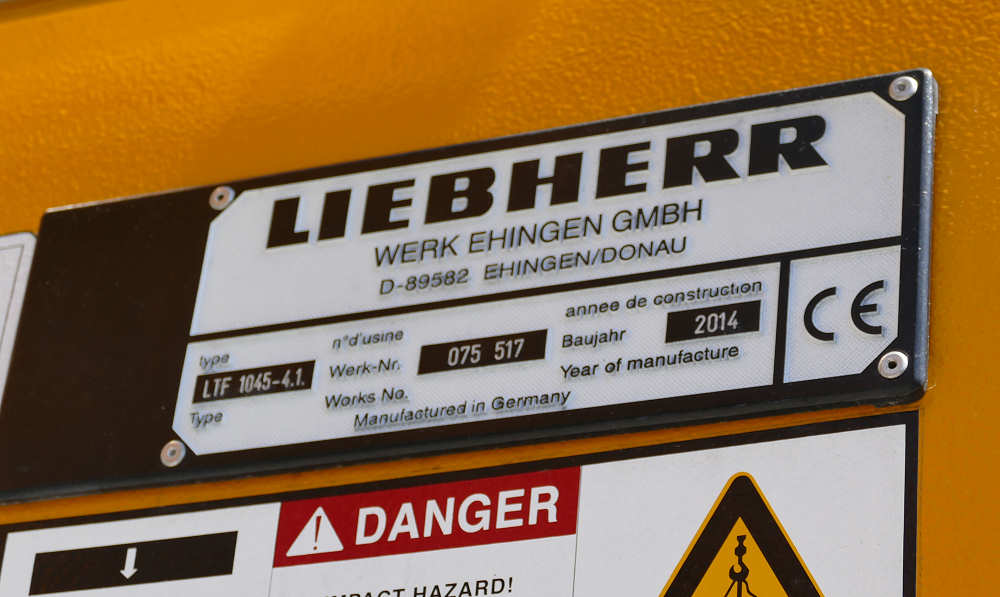 LIEBHERR
WERK EHINGEN GMBH
D-89582 EHINGEN/DONAU
type
LTF 1045-4.1.
Type
n°d'usine
Werk-Nr.
075 517
Works No.
annee de construction
Baujahr
2014
Year of manufacture
Manufactured in Germany
CE
DANGER
IMPACT HAZARD!